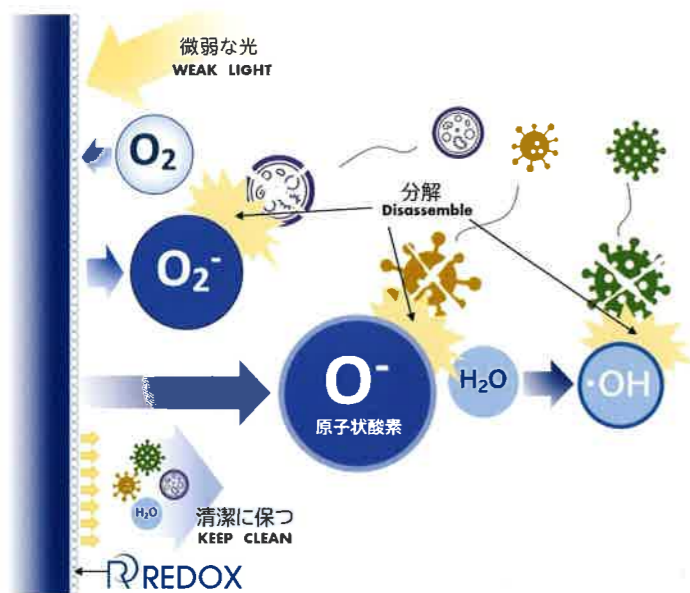 微弱な光
WEAK LIGHT
O₂
分解
Disassemble
O₂⁻
O⁻
原子状酸素
H₂O
·OH
H₂O
清潔に保つ
KEEP CLEAN
REDOX